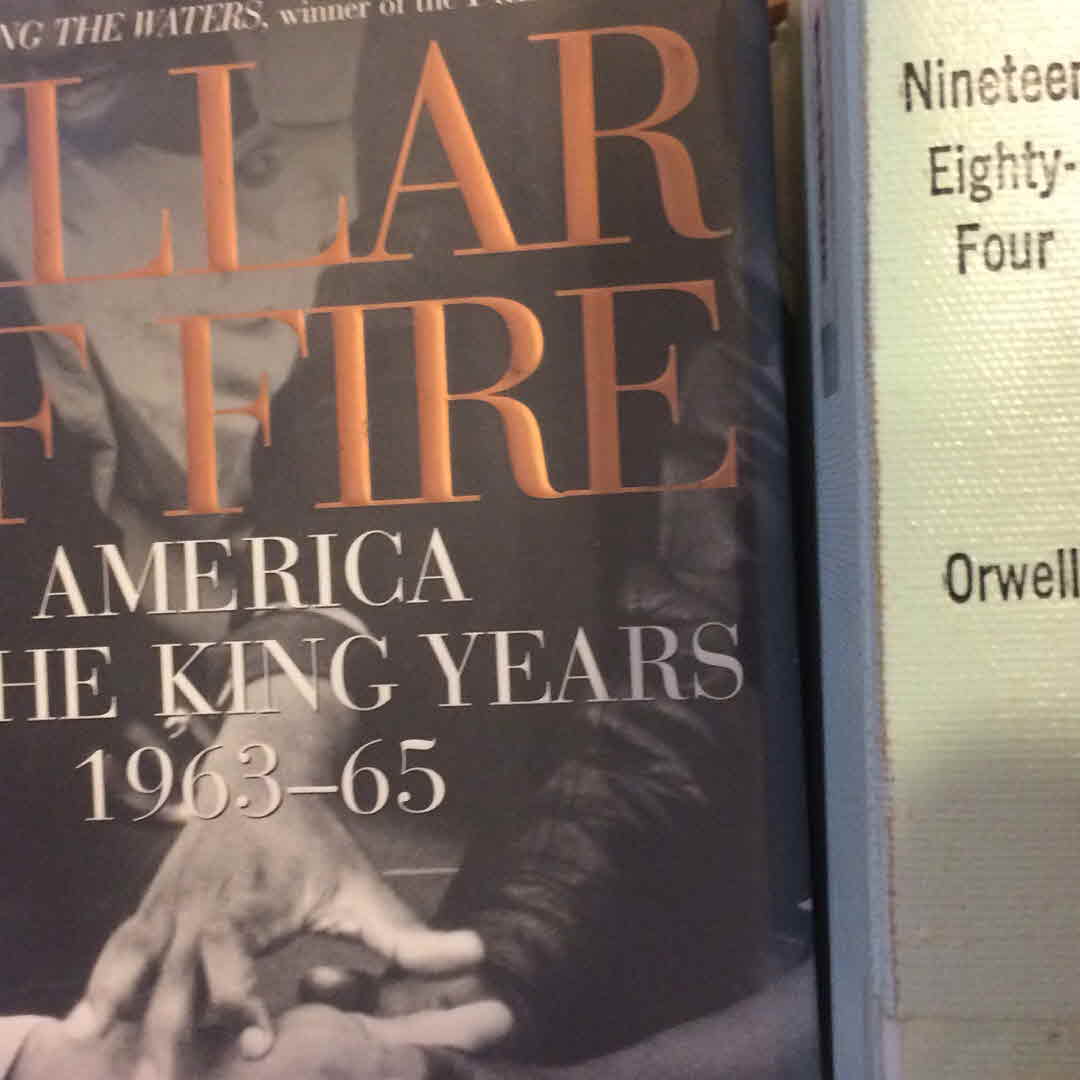 NG THE WATERS, winner of the
LLAR
F FIRE
AMERICA
HE KING YEARS
1963–65
Nineteen
Eighty-
Four
Orwell